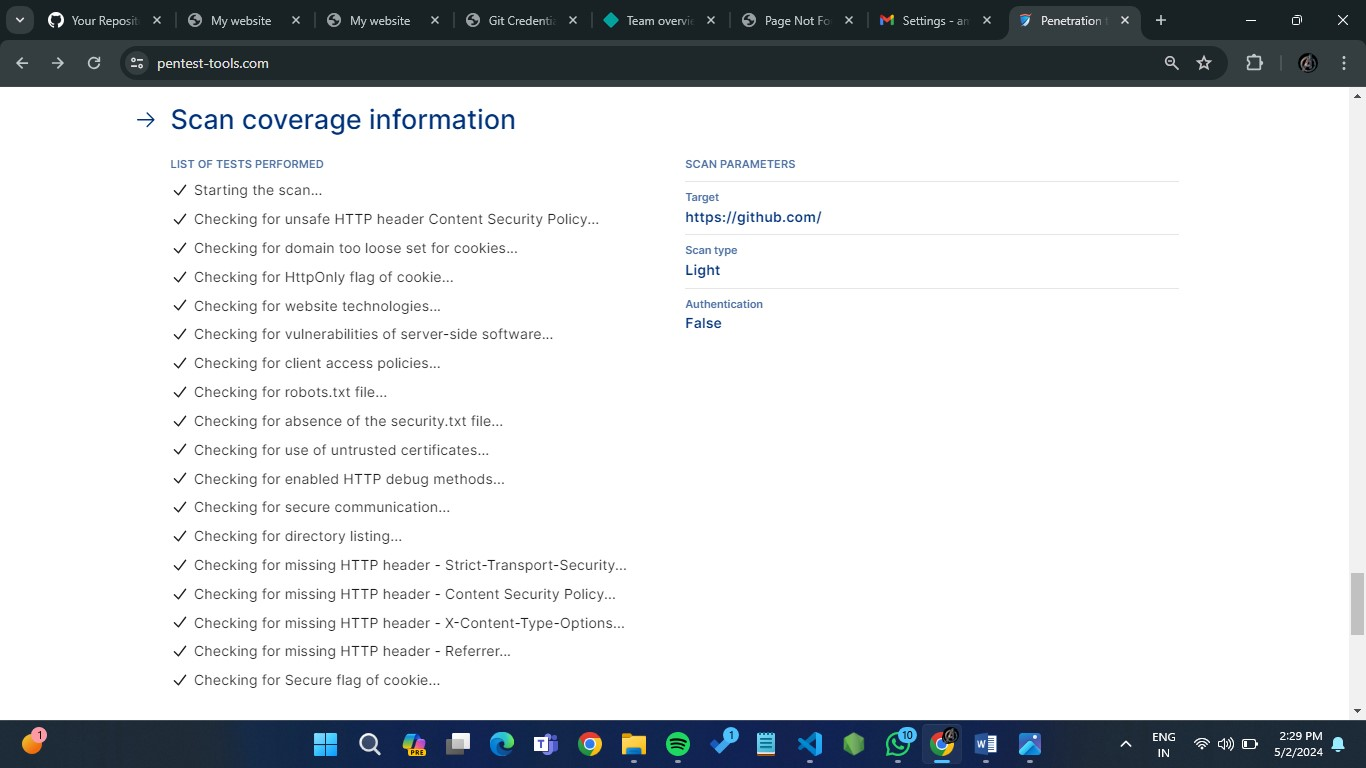 Your Reposit
My website
My website
Git Credentia
Team overvie
Page Not Fo
Settings - an
Penetration t
pentest-tools.com
Scan coverage information
LIST OF TESTS PERFORMED
Starting the scan...
Checking for unsafe HTTP header Content Security Policy...
Checking for domain too loose set for cookies...
Checking for HttpOnly flag of cookie...
Checking for website technologies...
Checking for vulnerabilities of server-side software...
Checking for client access policies...
Checking for robots.txt file...
Checking for absence of the security.txt file...
Checking for use of untrusted certificates...
Checking for enabled HTTP debug methods...
Checking for secure communication...
Checking for directory listing...
Checking for missing HTTP header - Strict-Transport-Security...
Checking for missing HTTP header - Content Security Policy...
Checking for missing HTTP header - X-Content-Type-Options...
Checking for missing HTTP header - Referrer...
Checking for Secure flag of cookie...
SCAN PARAMETERS
Target
https://github.com/
Scan type
Light
Authentication
False
1
PRE
1
10
ENG
IN
2:29 PM
5/2/2024